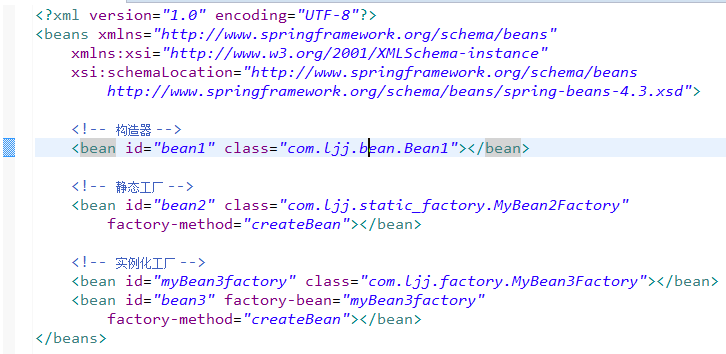 <?xml version="1.0" encoding="UTF-8"?>
<beans xmlns="http://www.springframework.org/schema/beans"
xmlns:xsi="http://www.w3.org/2001/XMLSchema-instance"
xsi:schemaLocation="http://www.springframework.org/schema/beans
http://www.springframework.org/schema/beans/spring-beans-4.3.xsd">
<!-- 构造器 -->
<bean id="bean1" class="com.ljj.bean.Bean1"></bean>
<!-- 静态工厂 -->
<bean id="bean2" class="com.ljj.static_factory.MyBean2Factory"
factory-method="createBean"></bean>
<!-- 实例化工厂 -->
<bean id="myBean3factory" class="com.ljj.factory.MyBean3Factory"></bean>
<bean id="bean3" factory-bean="myBean3factory"
factory-method="createBean"></bean>
</beans>